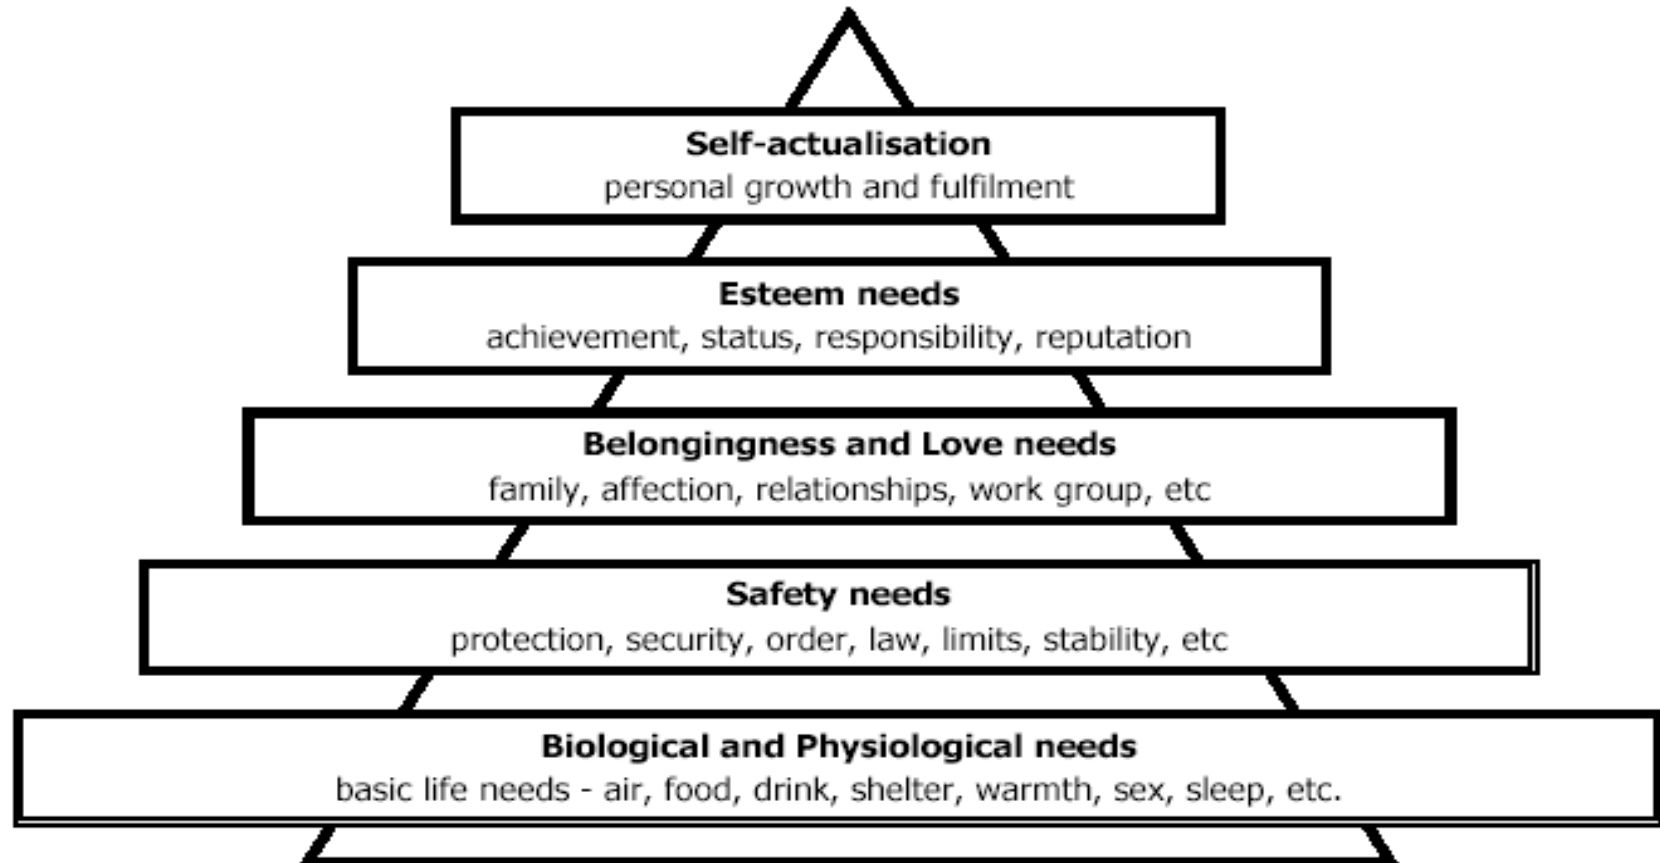 Self-actualisation
personal growth and fulfilment
Esteem needs
achievement, status, responsibility, reputation
Belongingness and Love needs
family, affection, relationships, work group, etc
Safety needs
protection, security, order, law, limits, stability, etc
Biological and Physiological needs
basic life needs - air, food, drink, shelter, warmth, sex, sleep, etc.